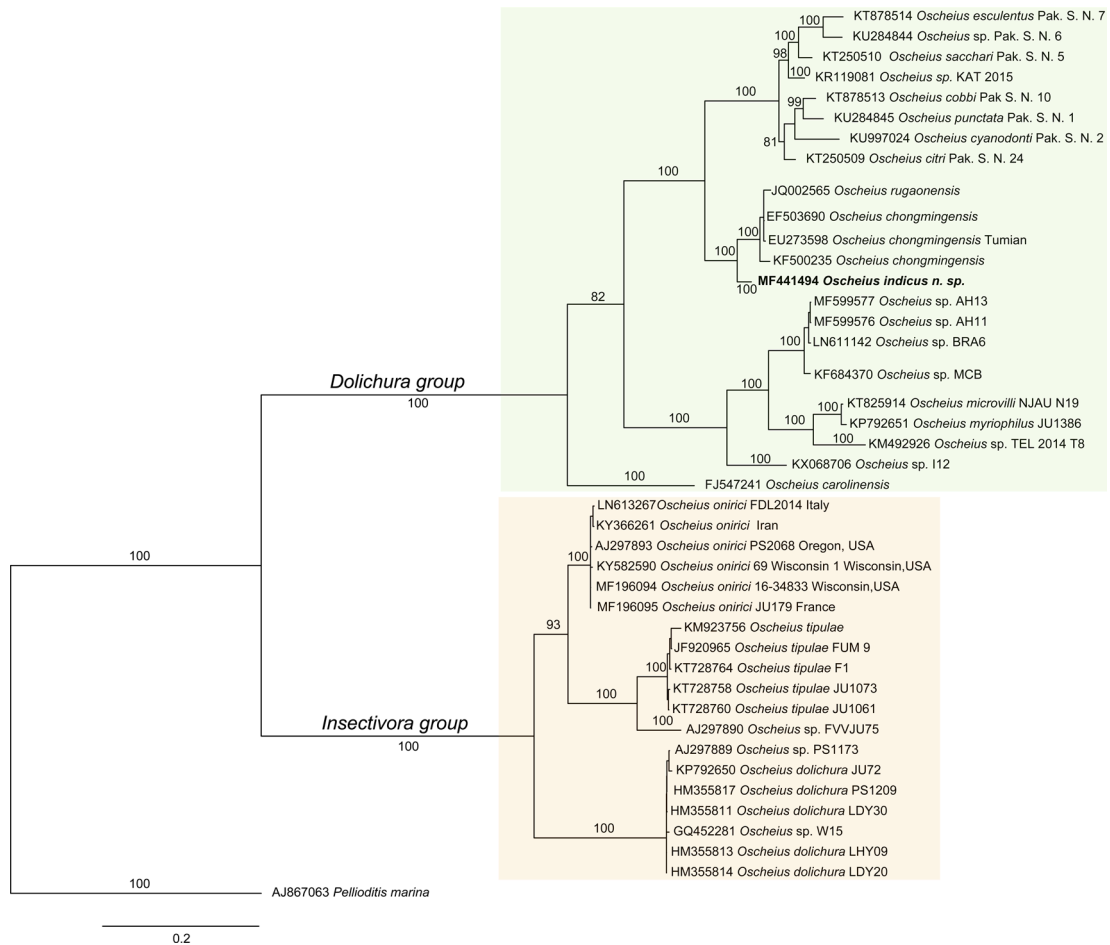 KT878514 Oscheius esculentus Pak. S. N. 7
100
KU284844 Oscheius sp. Pak. S. N. 6
100
KT250510 Oscheius sacchari Pak. S. N. 5
98
100
KR119081 Oscheius sp. KAT 2015
100
KT878513 Oscheius cobbi Pak S. N. 10
99
KU284845 Oscheius punctata Pak. S. N. 1
KU997024 Oscheius cyanodonti Pak. S. N. 2
81
KT250509 Oscheius citri Pak. S. N. 24
100
JQ002565 Oscheius rugaonensis
EF503690 Oscheius chongmingensis
100
EU273598 Oscheius chongmingensis Tumian
100
KF500235 Oscheius chongmingensis
MF441494 Oscheius indicus n. sp.
100
82
MF599577 Oscheius sp. AH13
MF599576 Oscheius sp. AH11
100
LN611142 Oscheius sp. BRA6
KF684370 Oscheius sp. MCB
100
Dolichura group
100
KT825914 Oscheius microvilli NJAU N19
100
100
KP792651 Oscheius myriophilus JU1386
100
100
KM492926 Oscheius sp. TEL 2014 T8
100
KX068706 Oscheius sp. I12
100
FJ547241 Oscheius carolinensis
LN613267Oscheius onirici FDL2014 Italy
KY366261 Oscheius onirici Iran
100
AJ297893 Oscheius onirici PS2068 Oregon, USA
100
KY582590 Oscheius onirici 69 Wisconsin 1 Wisconsin,USA
MF196094 Oscheius onirici 16-34833 Wisconsin,USA
MF196095 Oscheius onirici JU179 France
93
KM923756 Oscheius tipulae
JF920965 Oscheius tipulae FUM 9
100
KT728764 Oscheius tipulae F1
100
KT728758 Oscheius tipulae JU1073
KT728760 Oscheius tipulae JU1061
100
AJ297890 Oscheius sp. FVVJU75
Insectivora group
100
AJ297889 Oscheius sp. PS1173
KP792650 Oscheius dolichura JU72
HM355817 Oscheius dolichura PS1209
HM355811 Oscheius dolichura LDY30
100
GQ452281 Oscheius sp. W15
HM355813 Oscheius dolichura LHY09
HM355814 Oscheius dolichura LDY20
100
AJ867063 Pellioditis marina
0.2